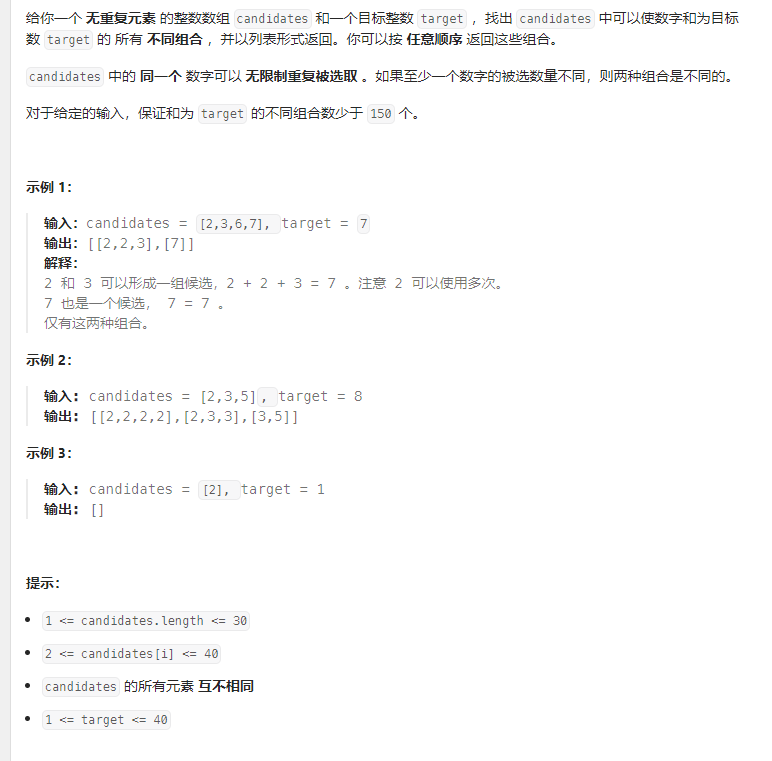 给你一个 无重复元素 的整数数组 candidates 和一个目标整数 target ，找出 candidates 中可以使数字和为目标
数 target 的 所有 不同组合 ，并以列表形式返回。你可以按 任意顺序 返回这些组合。
candidates 中的 同一个 数字可以 无限制重复被选取 。如果至少一个数字的被选数量不同，则两种组合是不同的。
对于给定的输入，保证和为 target 的不同组合数少于 150 个。
示例 1：
输入：candidates = [2,3,6,7], target = 7
输出：[[2,2,3],[7]]
解释：
2 和 3 可以形成一组候选，2 + 2 + 3 = 7 。注意 2 可以使用多次。
7 也是一个候选， 7 = 7 。
仅有这两种组合。
示例 2：
输入：candidates = [2,3,5], target = 8
输出：[[2,2,2,2],[2,3,3],[3,5]]
示例 3：
输入：candidates = [2], target = 1
输出：[]
提示：
• 1 <= candidates.length <= 30
• 2 <= candidates[i] <= 40
• candidates 的所有元素 互不相同
• 1 <= target <= 40